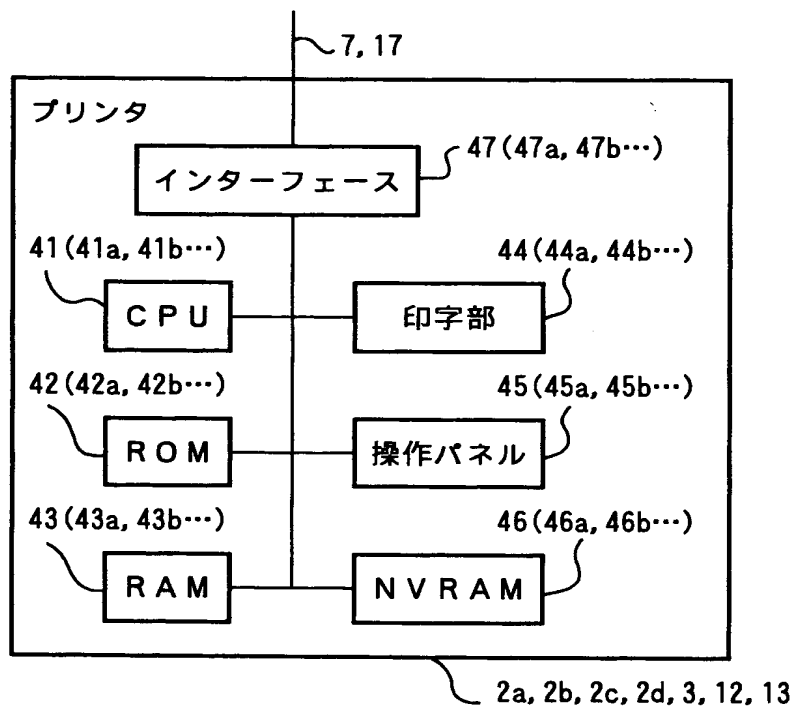 7, 17
プリンタ
47(47a, 47b…)
インターフェース
41(41a, 41b…)
44(44a, 44b…)
CPU
印字部
42(42a, 42b…)
45(45a, 45b…)
ROM
操作パネル
43(43a, 43b…)
46(46a, 46b…)
RAM
NVRAM
2a, 2b, 2c, 2d, 3, 12, 13